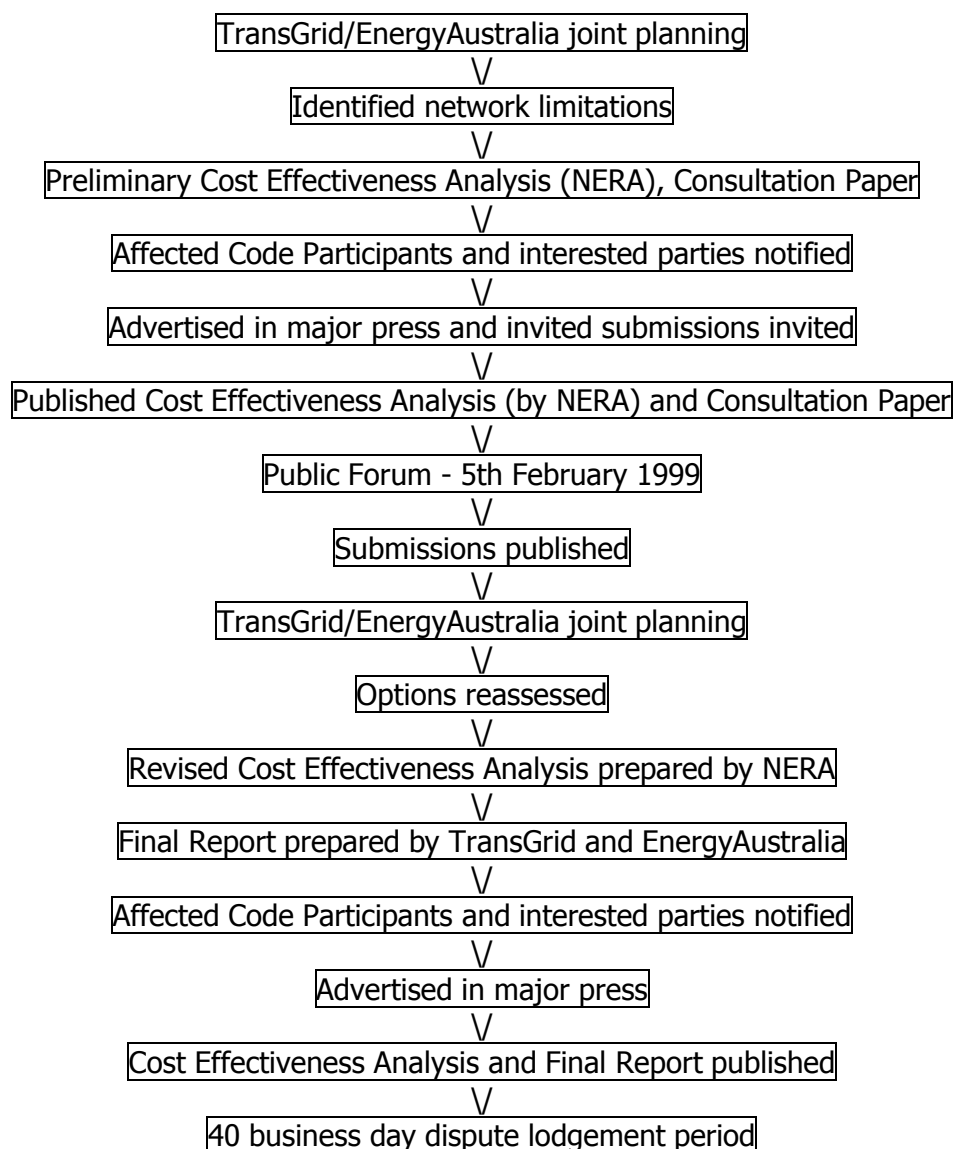 TransGrid/EnergyAustralia joint planning
\/
Identified network limitations
\/
Preliminary Cost Effectiveness Analysis (NERA), Consultation Paper
\/
Affected Code Participants and interested parties notified
\/
Advertised in major press and invited submissions invited
\/
Published Cost Effectiveness Analysis (by NERA) and Consultation Paper
\/
Public Forum - 5th February 1999
\/
Submissions published
\/
TransGrid/EnergyAustralia joint planning
\/
Options reassessed
\/
Revised Cost Effectiveness Analysis prepared by NERA
\/
Final Report prepared by TransGrid and EnergyAustralia
\/
Affected Code Participants and interested parties notified
\/
Advertised in major press
\/
Cost Effectiveness Analysis and Final Report published
\/
40 business day dispute lodgement period